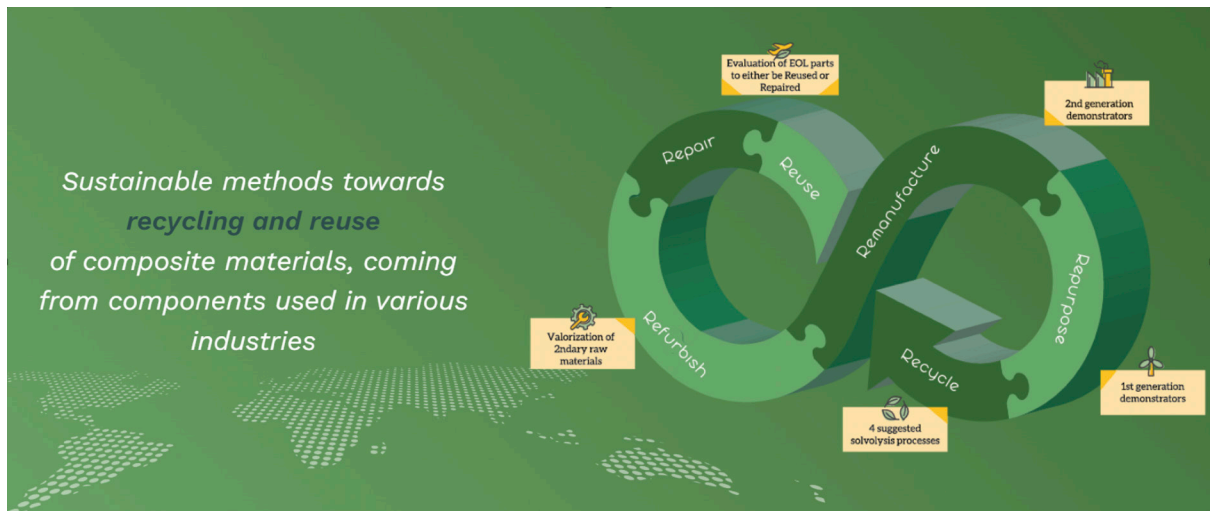 Sustainable methods towards
recycling and reuse
of composite materials, coming
from components used in various
industries
Evaluation of EOL parts
to either be Reused or
Repaired
2nd generation
demonstrators
Repair
Reuse
Remanufacture
Repurpose
Refurbish
Recycle
Valorization of
2ndary raw
materials
1st generation
demonstrators
4 suggested
solvolysis processes